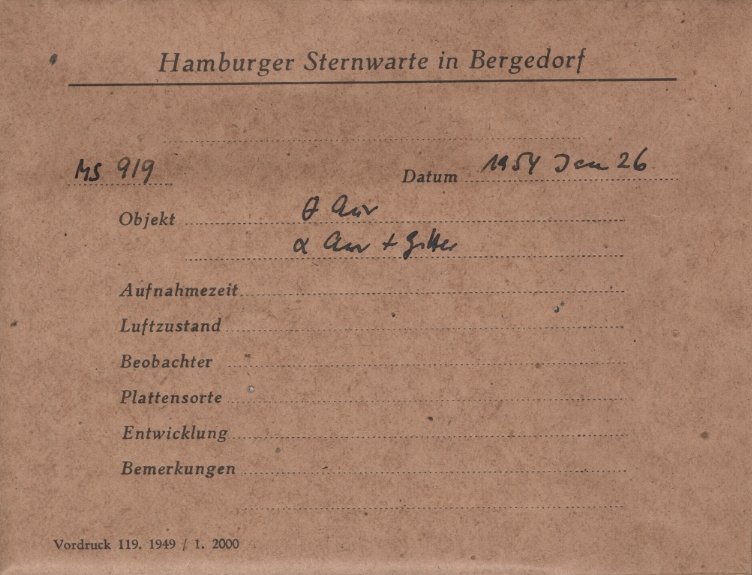 Hamburger Sternwarte in Bergedorf
MS 919 Datum 1954 Jan 26
Objekt θ Aur
α Aur + Gitter
Aufnahmezeit
Luftzustand
Beobachter
Plattensorte
Entwicklung
Bemerkungen
Vordruck 119. 1949 / 1. 2000